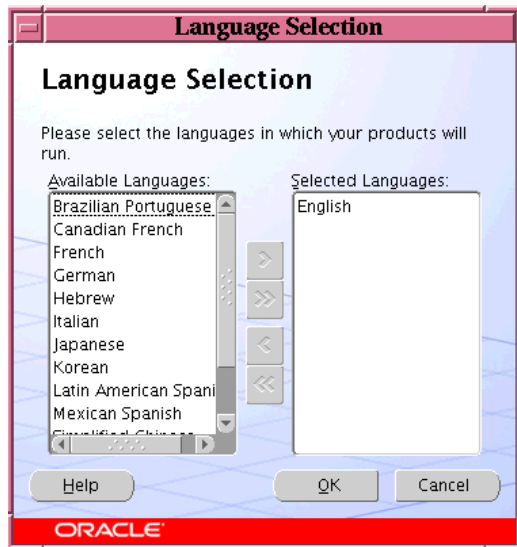 Language Selection
Language Selection
Please select the languages in which your products will
run.
Available Languages:
Brazilian Portuguese
Canadian French
French
German
Hebrew
Italian
Japanese
Korean
Latin American Spani
Mexican Spanish
Simplified Chinese
>
>>
<
<<
Selected Languages:
English
Help
OK
Cancel
ORACLE